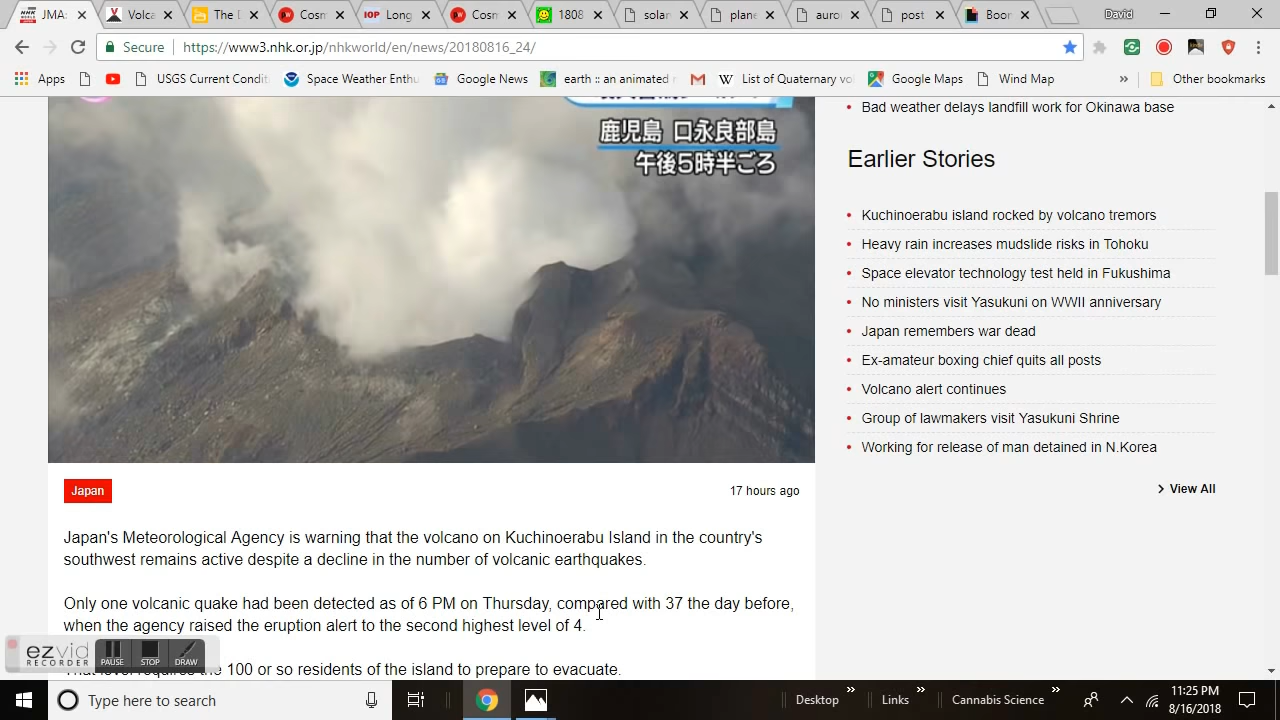 JMA:
Volca
The D
Cosm
IOP Long
Cosm
1808
solar
plane
auro
post
Boor
David
Secure https://www3.nhk.or.jp/nhkworld/en/news/20180816_24/
Apps
USGS Current Condit
Space Weather Enthu
Google News
earth :: an animated
List of Quaternary vo
Google Maps
Wind Map
» Other bookmarks
鹿児島 口永良部島
午後5時半ごろ
Bad weather delays landfill work for Okinawa base
Earlier Stories
Kuchinoerabu island rocked by volcano tremors
Heavy rain increases mudslide risks in Tohoku
Space elevator technology test held in Fukushima
No ministers visit Yasukuni on WWII anniversary
Japan remembers war dead
Ex-amateur boxing chief quits all posts
Volcano alert continues
Group of lawmakers visit Yasukuni Shrine
Working for release of man detained in N.Korea
> View All
Japan
17 hours ago
Japan's Meteorological Agency is warning that the volcano on Kuchinoerabu Island in the country's
southwest remains active despite a decline in the number of volcanic earthquakes.
Only one volcanic quake had been detected as of 6 PM on Thursday, compared with 37 the day before,
when the agency raised the eruption alert to the second highest level of 4.
100 or so residents of the island to prepare to evacuate.
ezvid
RECORDER
PAUSE
STOP
DRAW
Type here to search
Desktop »
Links »
Cannabis Science »
11:25 PM
8/16/2018